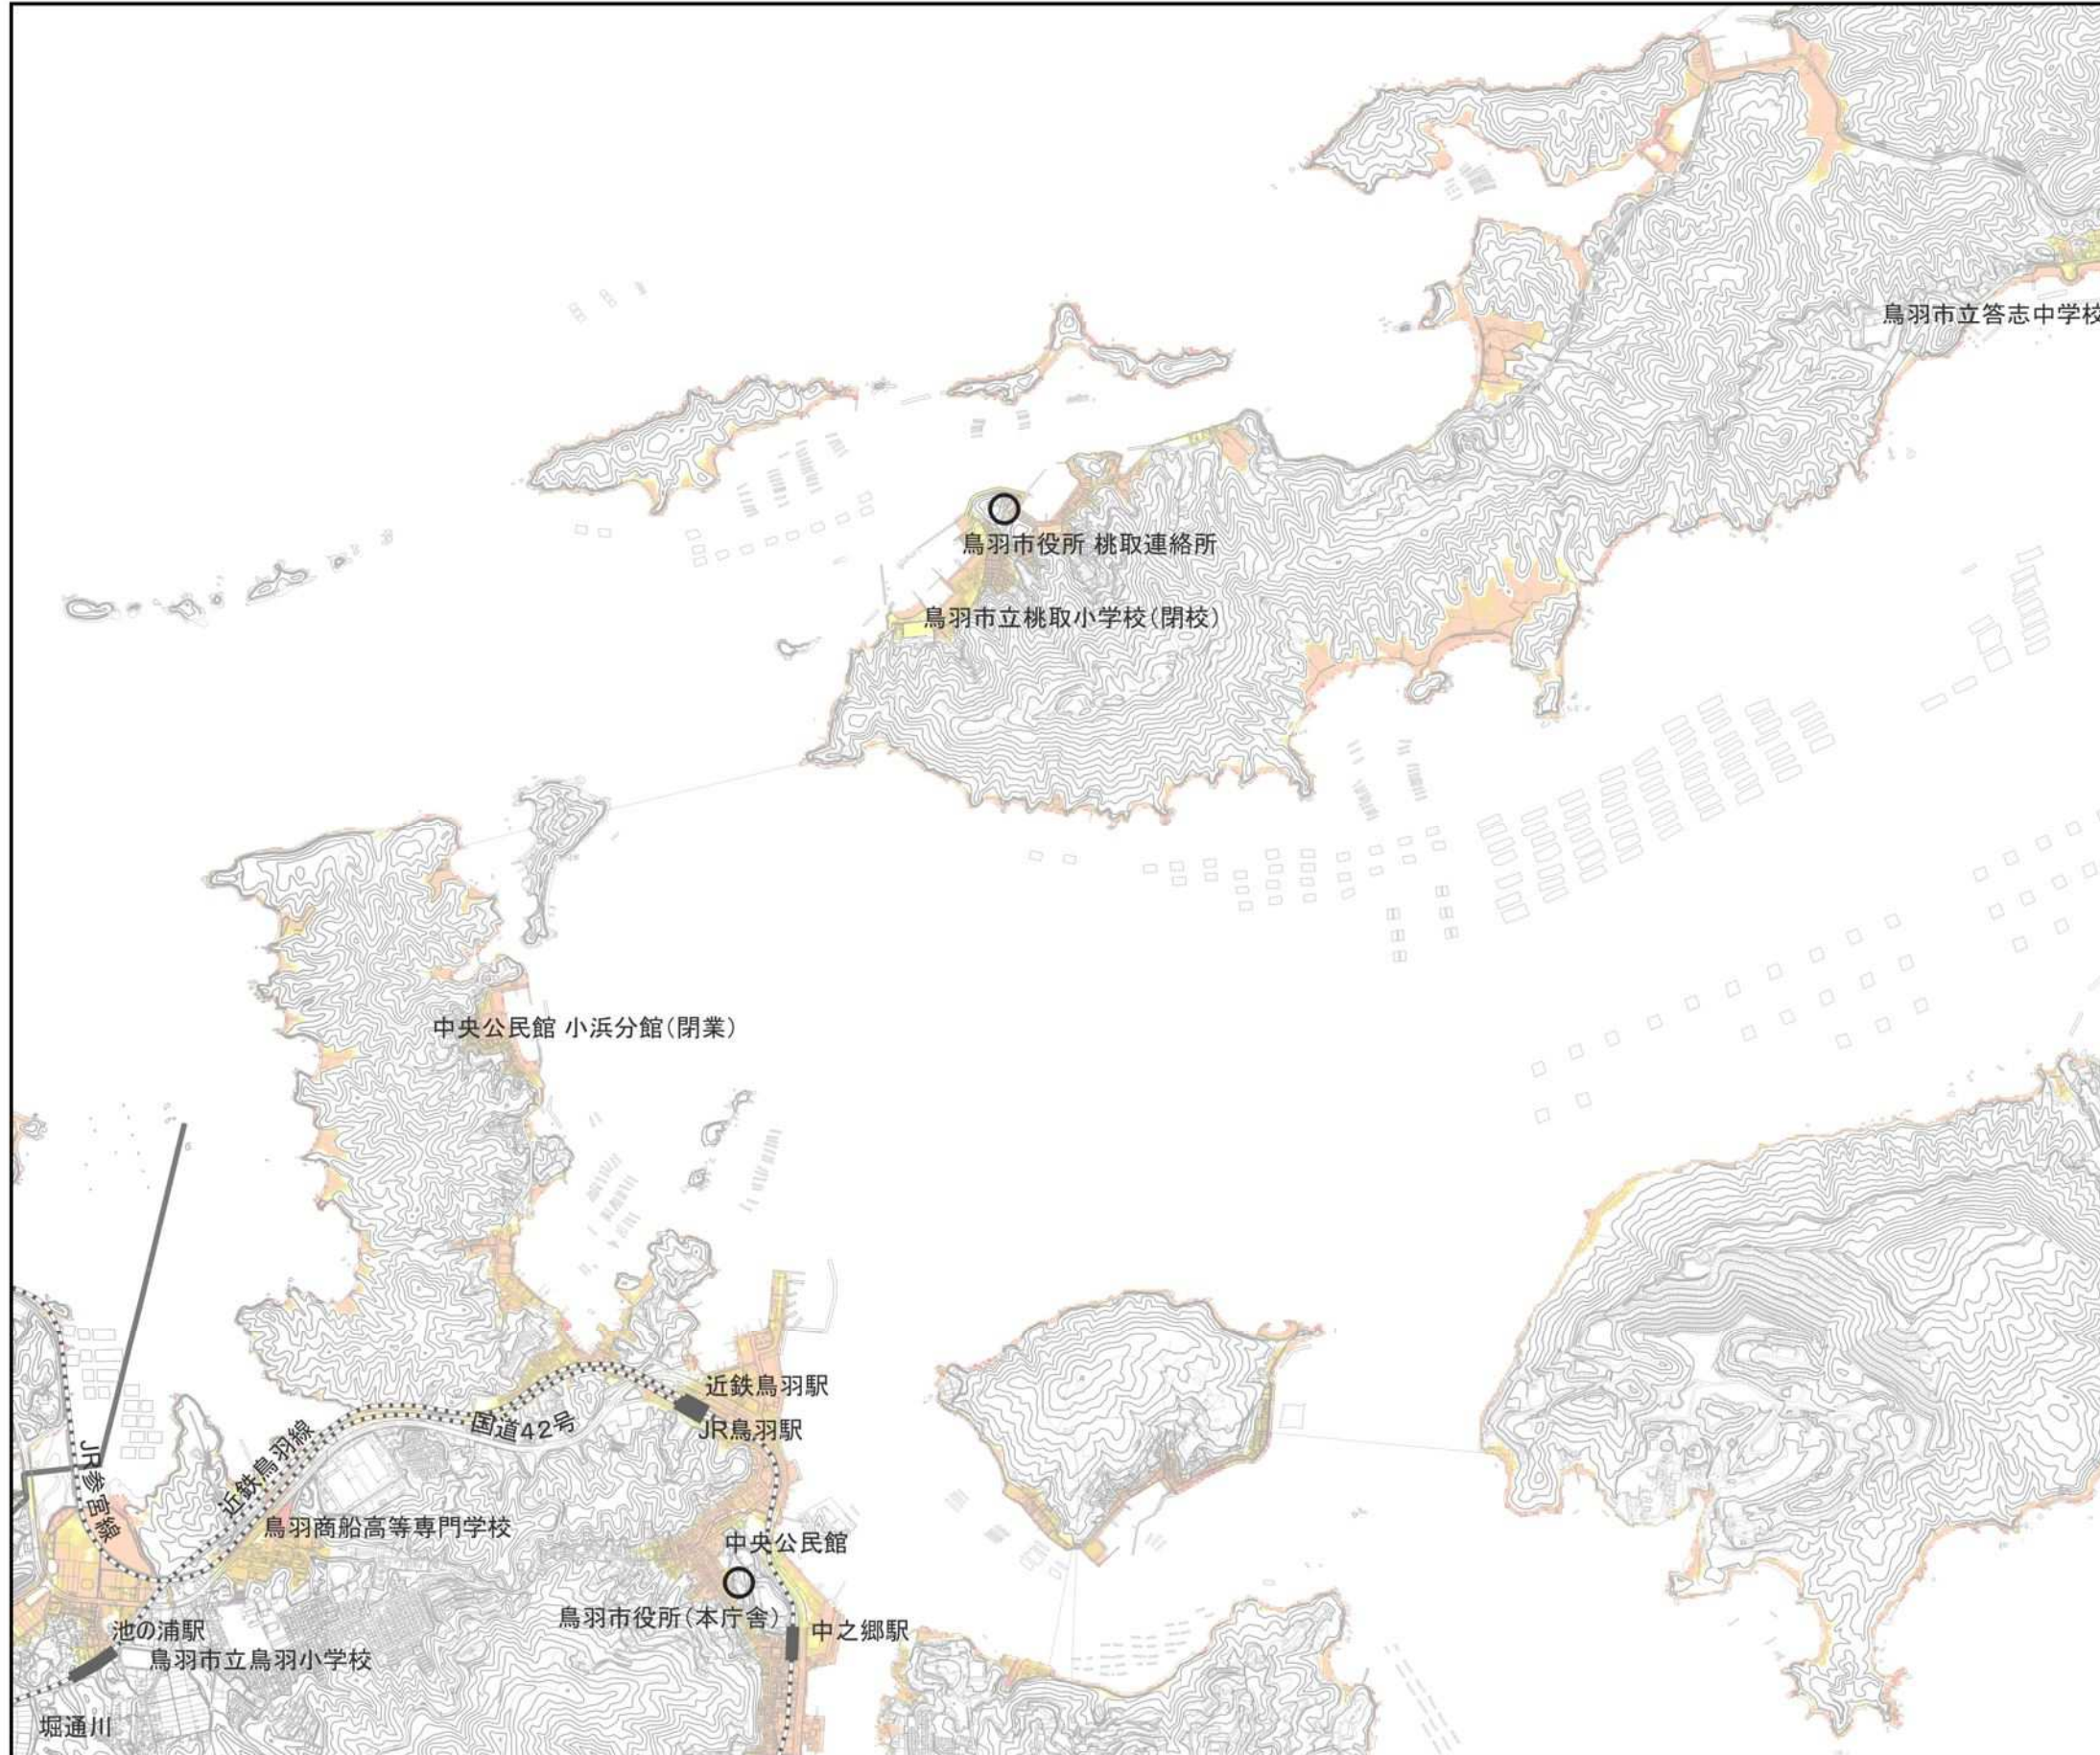 鳥羽市立答志中学校
鳥羽市役所 桃取連絡所
鳥羽市立桃取小学校(閉校)
中央公民館 小浜分館(閉業)
近鉄鳥羽駅
JR鳥羽駅
国道42号
近鉄鳥羽線
JR参宮線
鳥羽商船高等専門学校
中央公民館
鳥羽市役所(本庁舎)
中之郷駅
池の浦駅
鳥羽市立鳥羽小学校
堀通川